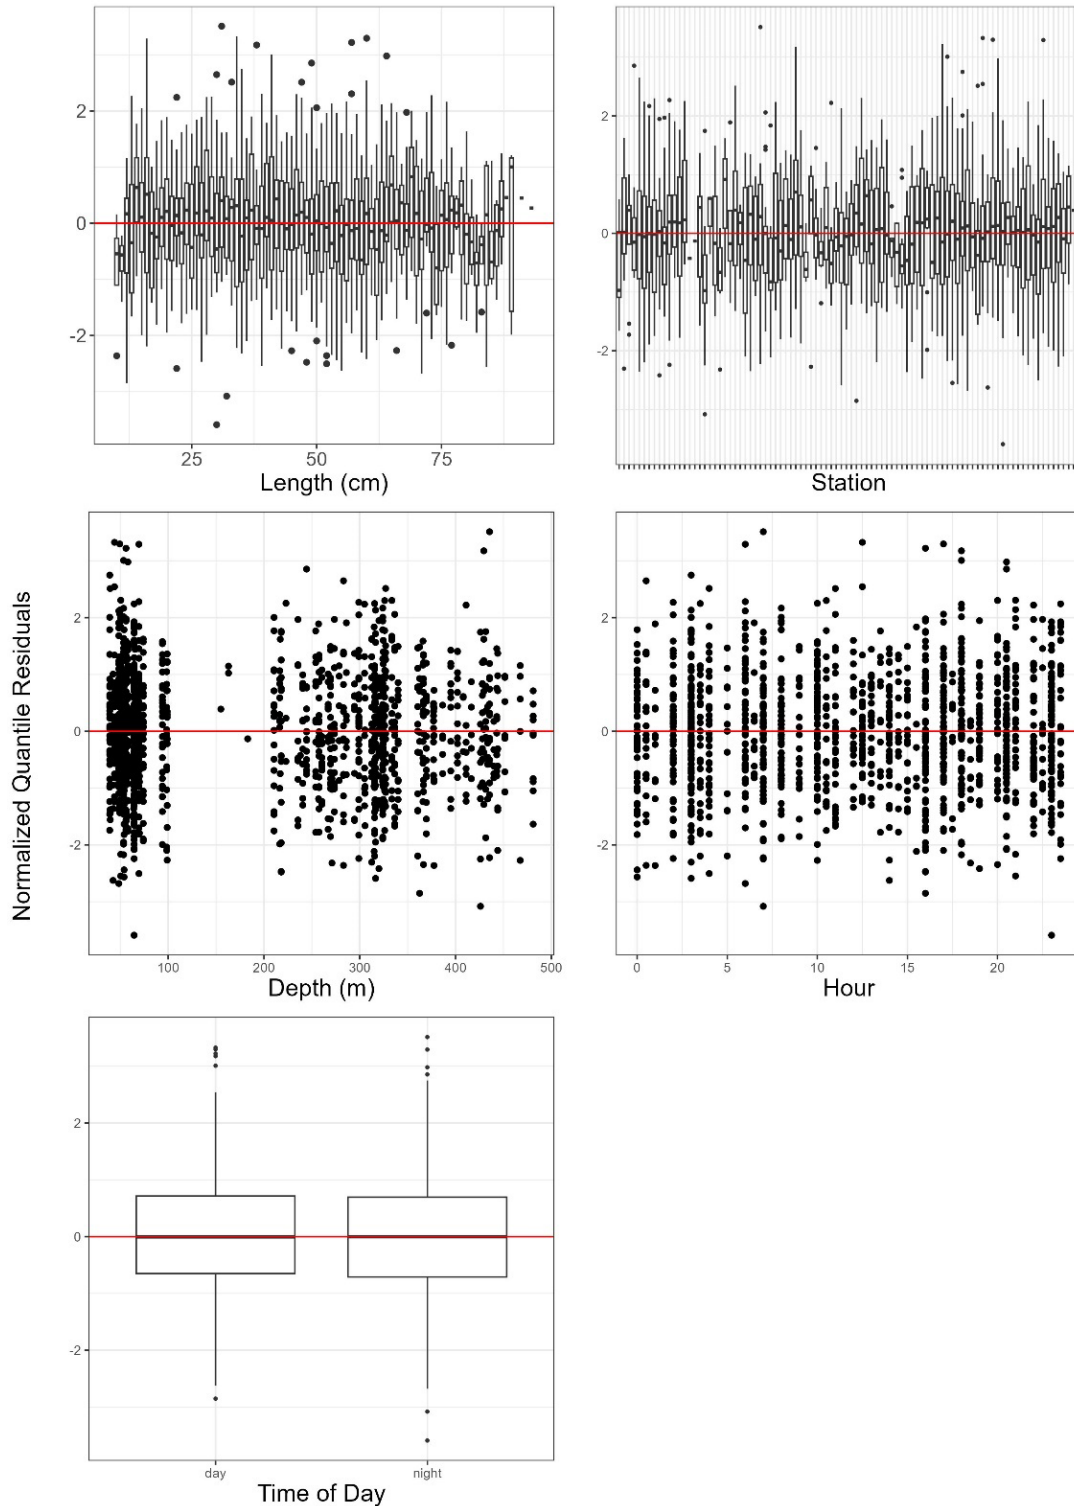 2
2
0
0
-2
-2
25 50 75
Length (cm)
Station
Normalized Quantile Residuals
2
2
0
0
-2
-2
100 200 300 400 500
0 5 10 15 20
Depth (m)
Hour
2
0
-2
day night
Time of Day